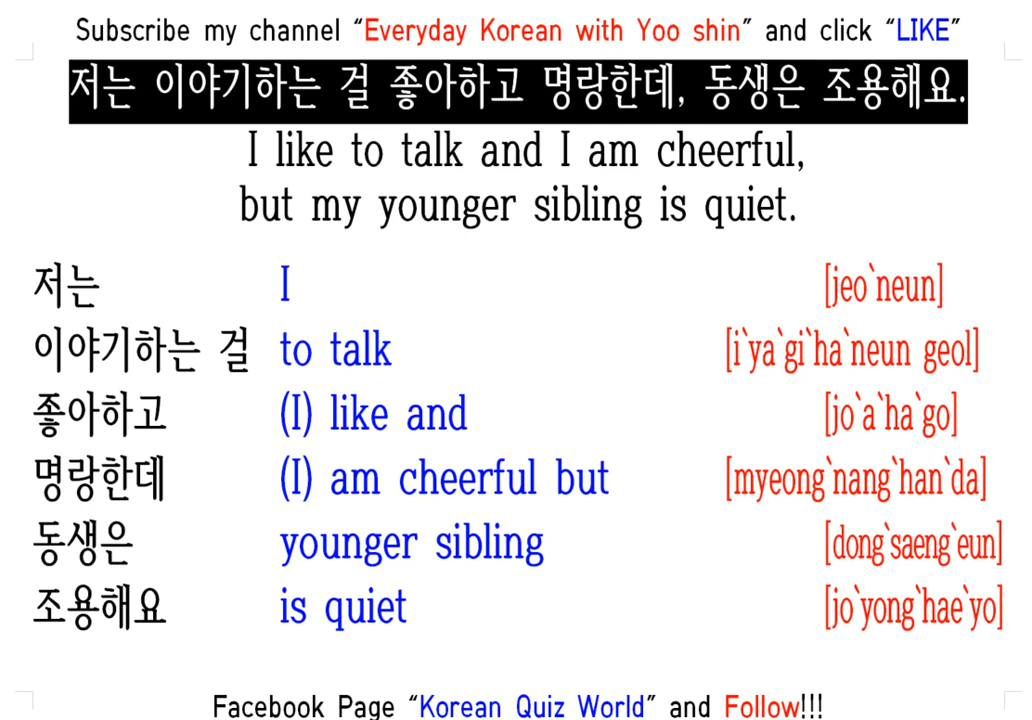 Subscribe my channel “Everyday Korean with Yoo shin” and click “LIKE”
저는 이야기하는 걸 좋아하고 명랑한데, 동생은 조용해요.
I like to talk and I am cheerful,
but my younger sibling is quiet.
저는 I [jeo`neun]
이야기하는 걸 to talk [i`ya`gi`ha`neun geol]
좋아하고 (I) like and [jo`a`ha`go]
명랑한데 (I) am cheerful but [myeong`nang`han`da]
동생은 younger sibling [dong`saeng`eun]
조용해요 is quiet [jo`yong`hae`yo]
Facebook Page “Korean Quiz World” and Follow!!!